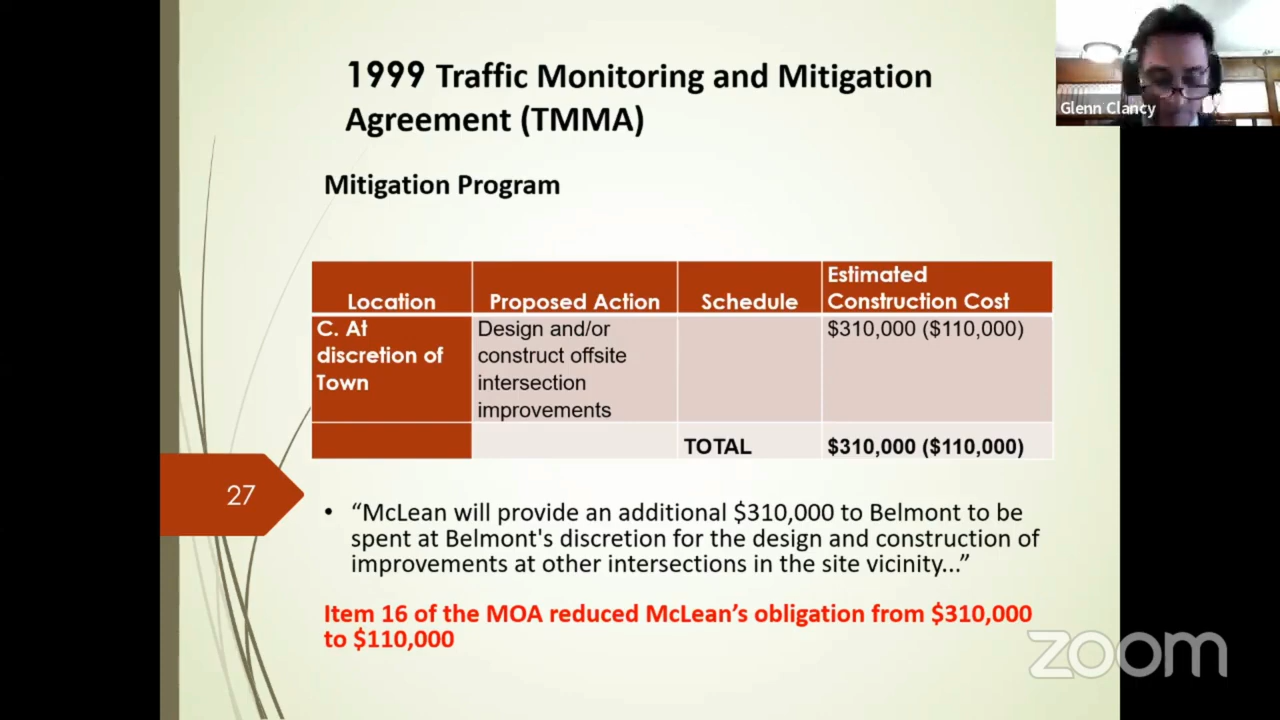 1999 Traffic Monitoring and Mitigation
Agreement (TMMA)
Glenn Clancy
Mitigation Program
Location
Proposed Action
Schedule
Estimated
Construction Cost
C. At
discretion of
Town
Design and/or
construct offsite
intersection
improvements
$310,000 ($110,000)
TOTAL
$310,000 ($110,000)
27
• “McLean will provide an additional $310,000 to Belmont to be
spent at Belmont's discretion for the design and construction of
improvements at other intersections in the site vicinity...”
Item 16 of the MOA reduced McLean’s obligation from $310,000
to $110,000
zoom